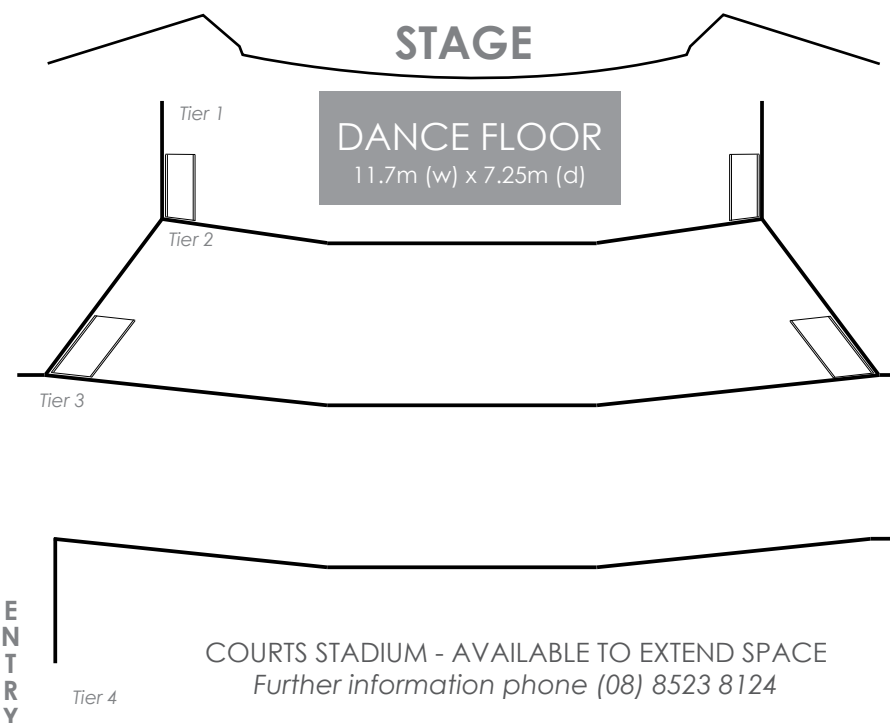 STAGE
Tier 1
DANCE FLOOR
11.7m (w) x 7.25m (d)
Tier 2
Tier 3
ENTRY
COURTS STADIUM - AVAILABLE TO EXTEND SPACE
Further information phone (08) 8523 8124
Tier 4